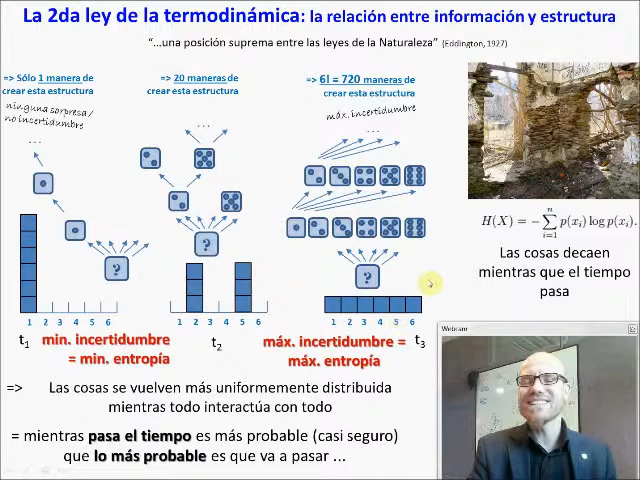 La 2da ley de la termodinámica: la relación entre información y estructura
“...una posición suprema entre las leyes de la Naturaleza” (Eddington, 1927)
=> Sólo 1 manera de
crear esta estructura
ninguna sorpresa /
no incertidumbre
...
?
1 2 3 4 5 6
t1
min. incertidumbre
= min. entropía
=> 20 maneras de
crear esta estructura
...
?
1 2 3 4 5 6
t2
=> 6! = 720 maneras de
crear esta estructura
máx. incertidumbre
...
?
1 2 3 4 5 6
máx. incertidumbre =
máx. entropía
t3
H(X) = −∑ p(xi) log p(xi).
n
i=1
Las cosas decaen
mientras que el tiempo
pasa
Webcam
=> Las cosas se vuelven más uniformemente distribuida
mientras todo interactúa con todo
= mientras pasa el tiempo es más probable (casi seguro)
que lo más probable es que va a pasar ...